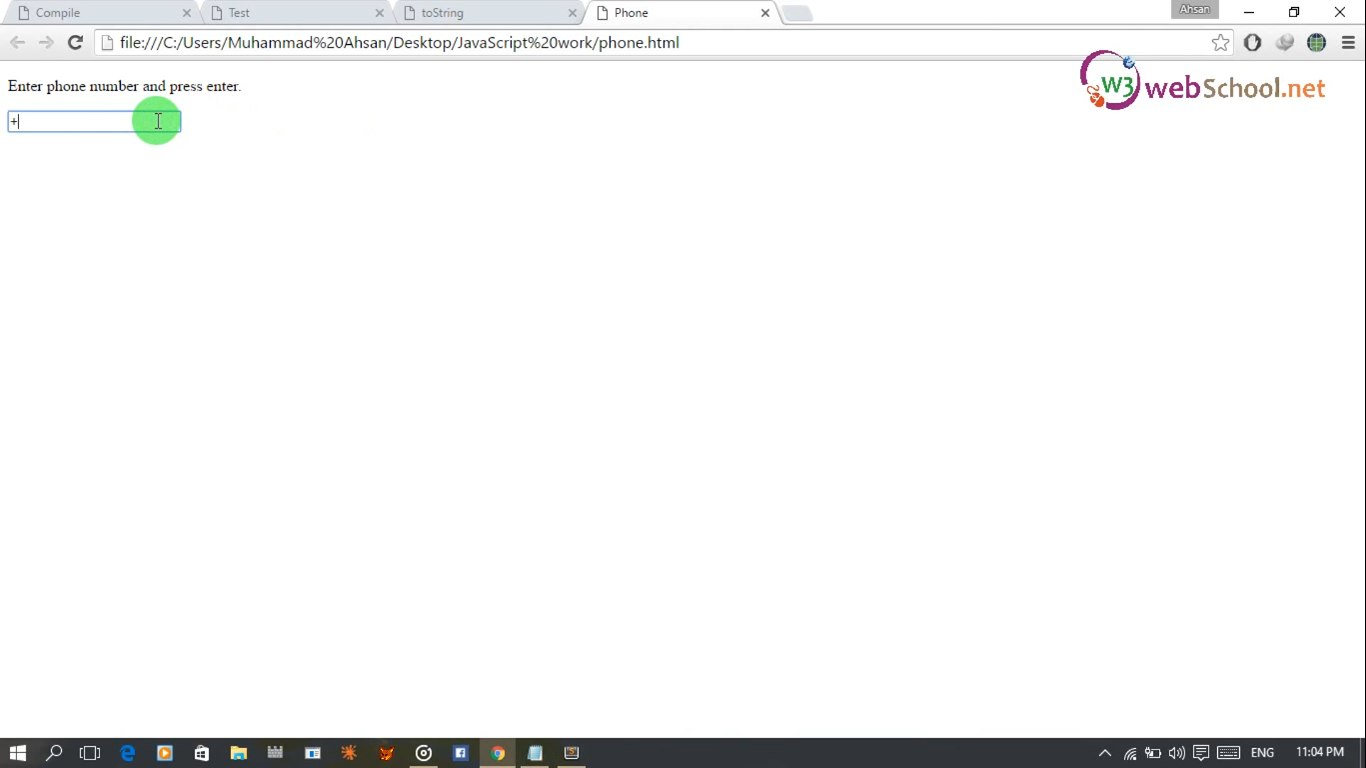 Compile
Test
toString
Phone
Ahsan
file:///C:/Users/Muhammad%20Ahsan/Desktop/JavaScript%20work/phone.html
W3 webSchool.net
Enter phone number and press enter.
+
ENG
11:04 PM